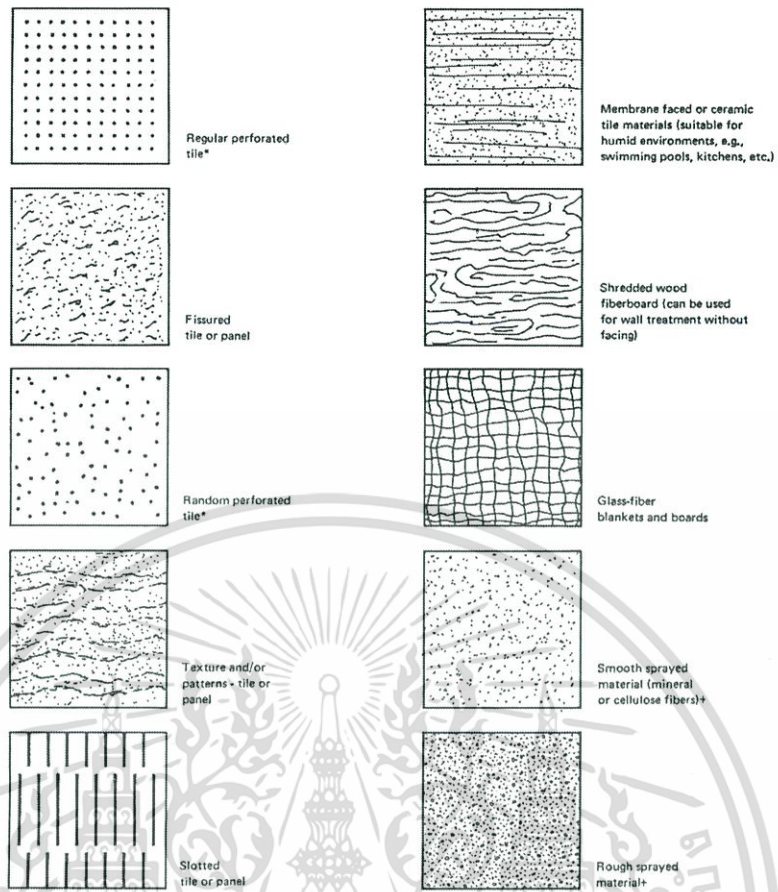 Regular perforated
tile*
Fissured
tile or panel
Random perforated
tile*
Texture and/or
patterns - tile or
panel
Slotted
tile or panel
Membrane faced or ceramic
tile materials (suitable for
humid environments, e.g.,
swimming pools, kitchens, etc.)
Shredded wood
fiberboard (can be used
for wall treatment without
facing)
Glass-fiber
blankets and boards
Smooth sprayed
material (mineral
or cellulose fibers)+
Rough sprayed
material+